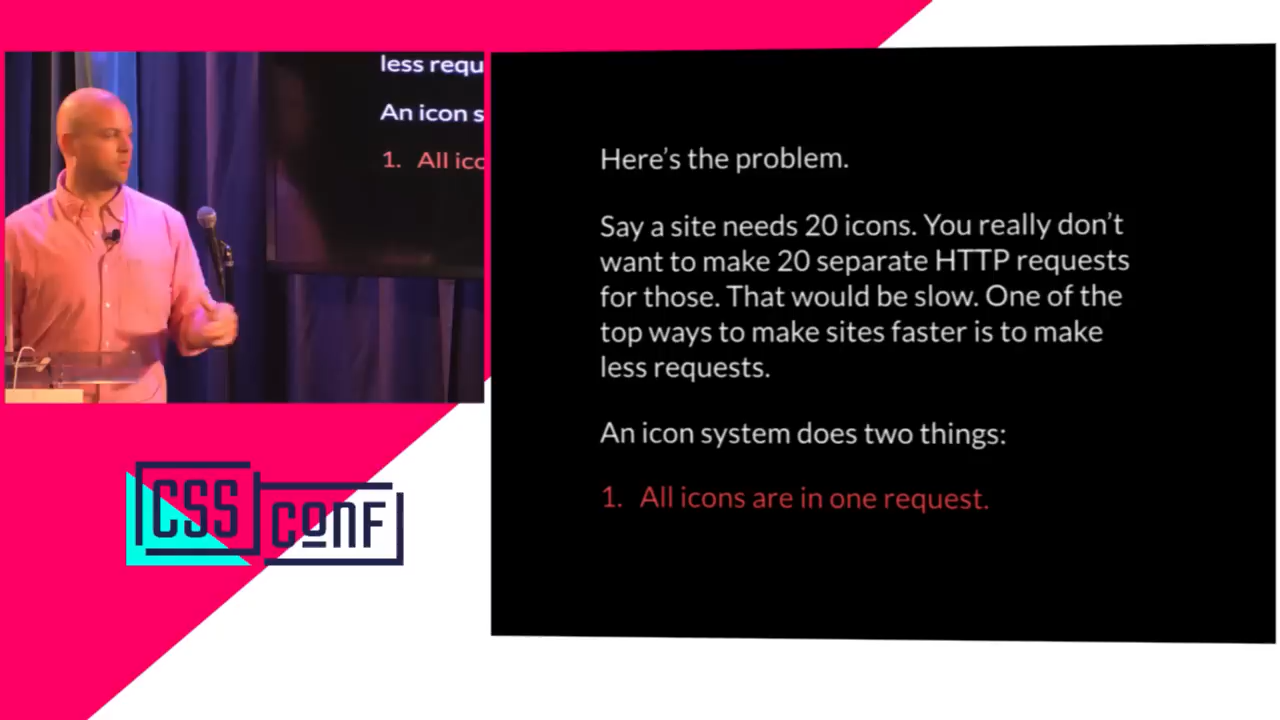 less requ
An icon s
1. All ico
Here's the problem.
Say a site needs 20 icons. You really don't
want to make 20 separate HTTP requests
for those. That would be slow. One of the
top ways to make sites faster is to make
less requests.
An icon system does two things:
1. All icons are in one request.
CSS
CONF